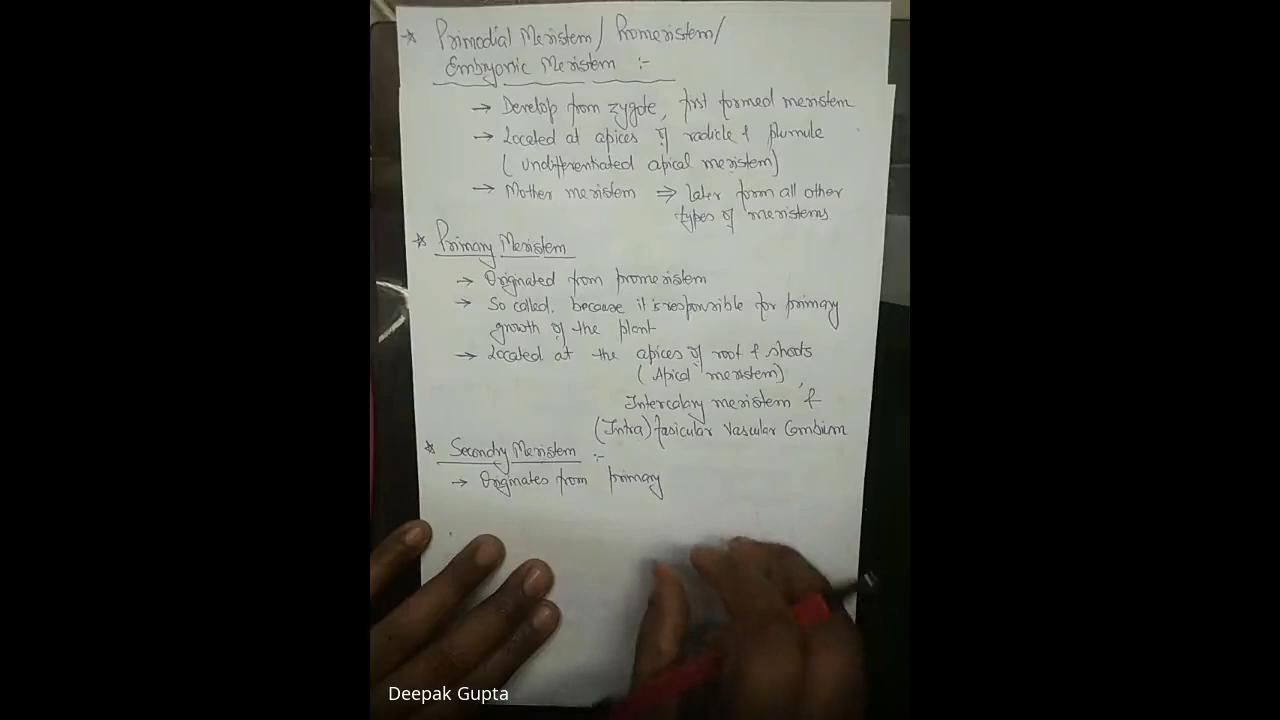 * Primodial Meristem / Promeristem /
Embryonic Meristem :-
→ Develop from zygote, first formed meristem
→ Located at apices of radicle & plumule
(undifferentiated apical meristem)
→ Mother meristem ⇒ later form all other
types of meristems
* Primary Meristem
→ Originated from promeristem
→ So called, because it is responsible for primary
growth of the plant
→ Located at the apices of root & shoots
(Apical meristem),
Intercalary meristem &
(Intra) fasicular vascular Cambium
* Secondry Meristem :-
→ Originates from primary
Deepak Gupta